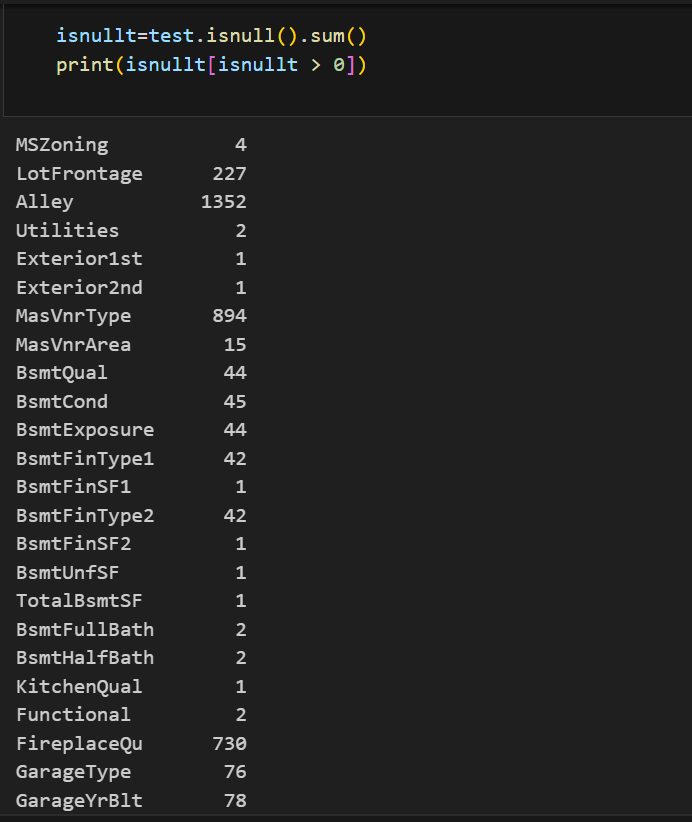 isnullt=test.isnull().sum()
print(isnullt[isnullt > 0])
MSZoning 4
LotFrontage 227
Alley 1352
Utilities 2
Exterior1st 1
Exterior2nd 1
MasVnrType 894
MasVnrArea 15
BsmtQual 44
BsmtCond 45
BsmtExposure 44
BsmtFinType1 42
BsmtFinSF1 1
BsmtFinType2 42
BsmtFinSF2 1
BsmtUnfSF 1
TotalBsmtSF 1
BsmtFullBath 2
BsmtHalfBath 2
KitchenQual 1
Functional 2
FireplaceQu 730
GarageType 76
GarageYrBlt 78